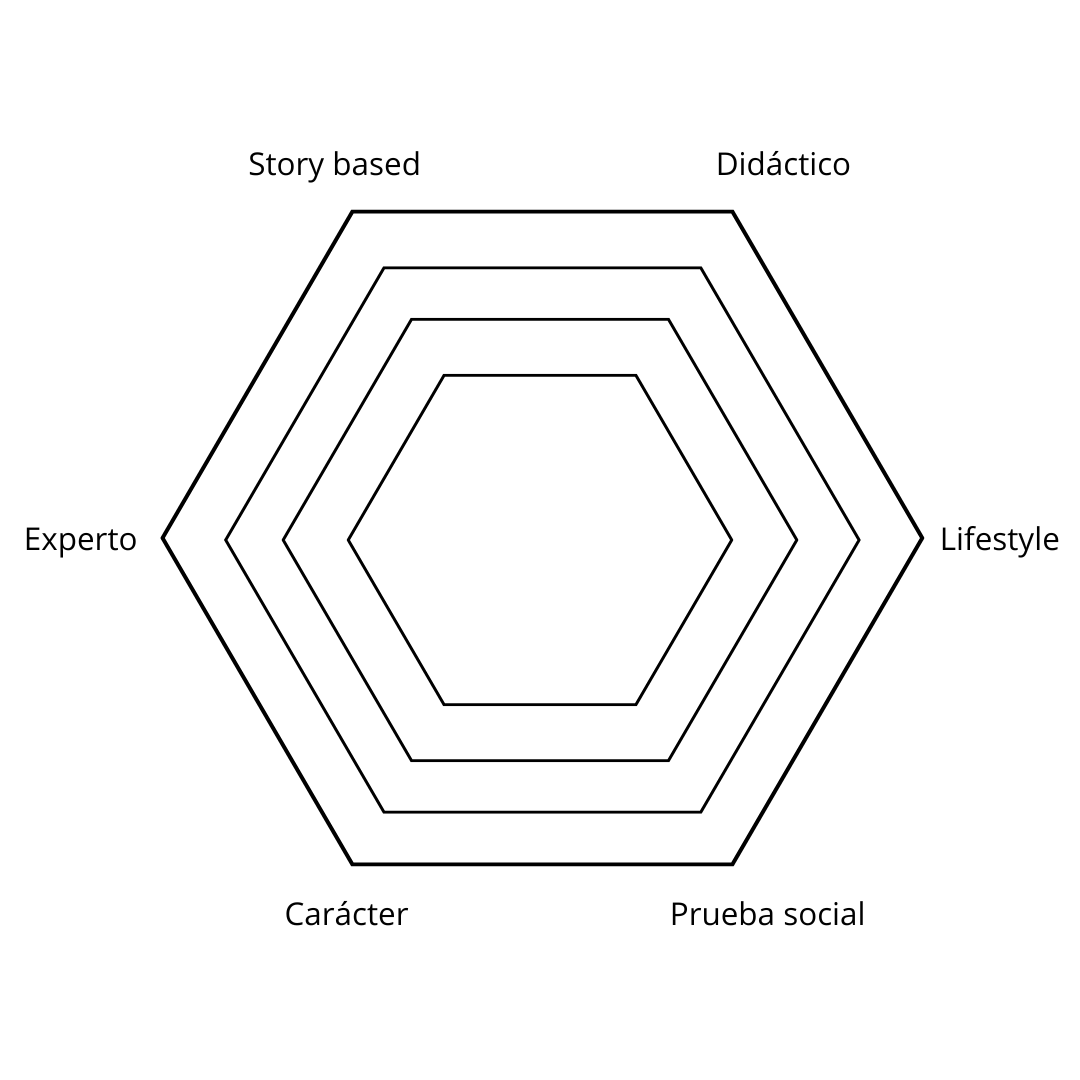 Story based
Didáctico
Experto
Lifestyle
Carácter
Prueba social